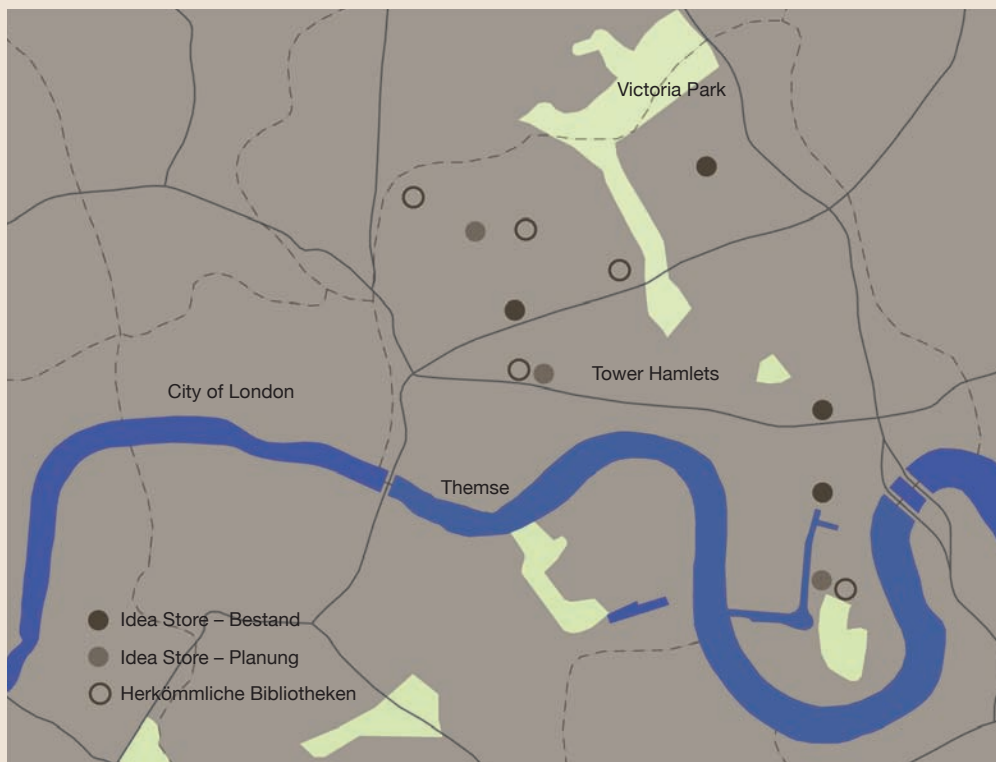 Victoria Park
Tower Hamlets
City of London
Themse
Idea Store – Bestand
Idea Store – Planung
Herkömmliche Bibliotheken